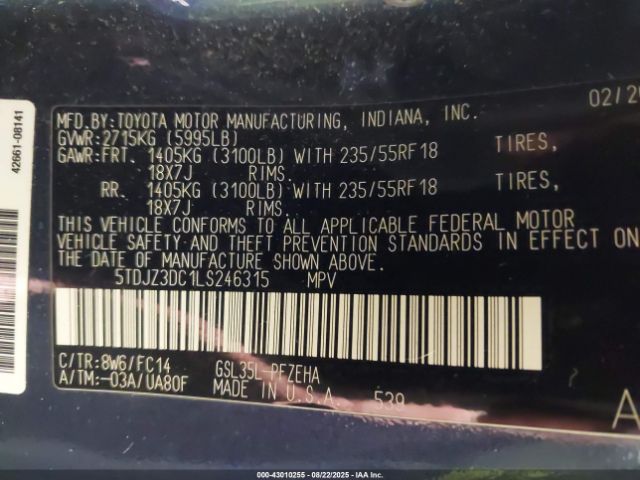 42661-08141
MFD.BY:TOYOTA MOTOR MANUFACTURING, INDIANA, INC. 02/20
GVWR:2715KG (5995LB)
GAWR:FRT. 1405KG (3100LB) WITH 235/55RF18 TIRES,
18X7J RIMS.
RR. 1405KG (3100LB) WITH 235/55RF18 TIRES,
18X7J RIMS.
THIS VEHICLE CONFORMS TO ALL APPLICABLE FEDERAL MOTOR
VEHICLE SAFETY AND THEFT PREVENTION STANDARDS IN EFFECT ON
THE DATE OF MANUFACTURE SHOWN ABOVE.
5TDJZ3DC1LS246315 MPV
C/TR:8W6/FC14 GSL35L-PFZEHA
A/TM:-03A/UA80F MADE IN U.S.A. 539
A
000-43010255 - 08/22/2025 - IAA Inc.